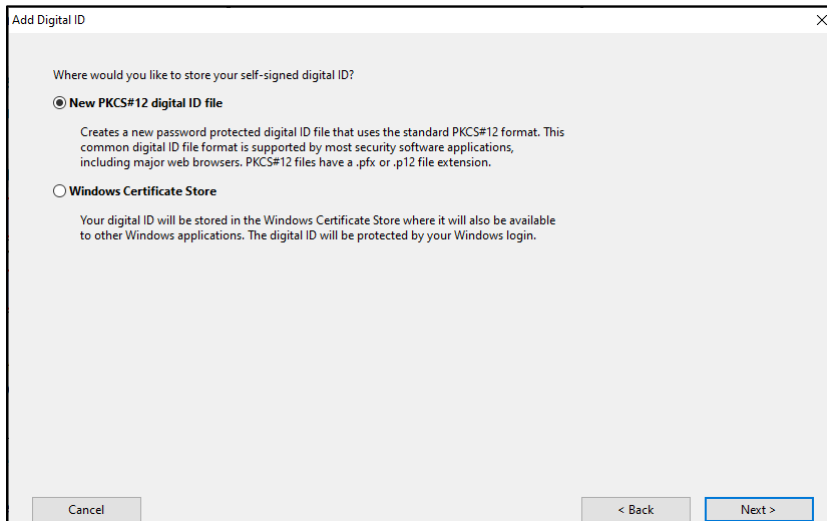 Add Digital ID
Where would you like to store your self-signed digital ID?
New PKCS#12 digital ID file
Creates a new password protected digital ID file that uses the standard PKCS#12 format. This
common digital ID file format is supported by most security software applications,
including major web browsers. PKCS#12 files have a .pfx or .p12 file extension.
Windows Certificate Store
Your digital ID will be stored in the Windows Certificate Store where it will also be available
to other Windows applications. The digital ID will be protected by your Windows login.
Cancel
< Back
Next >